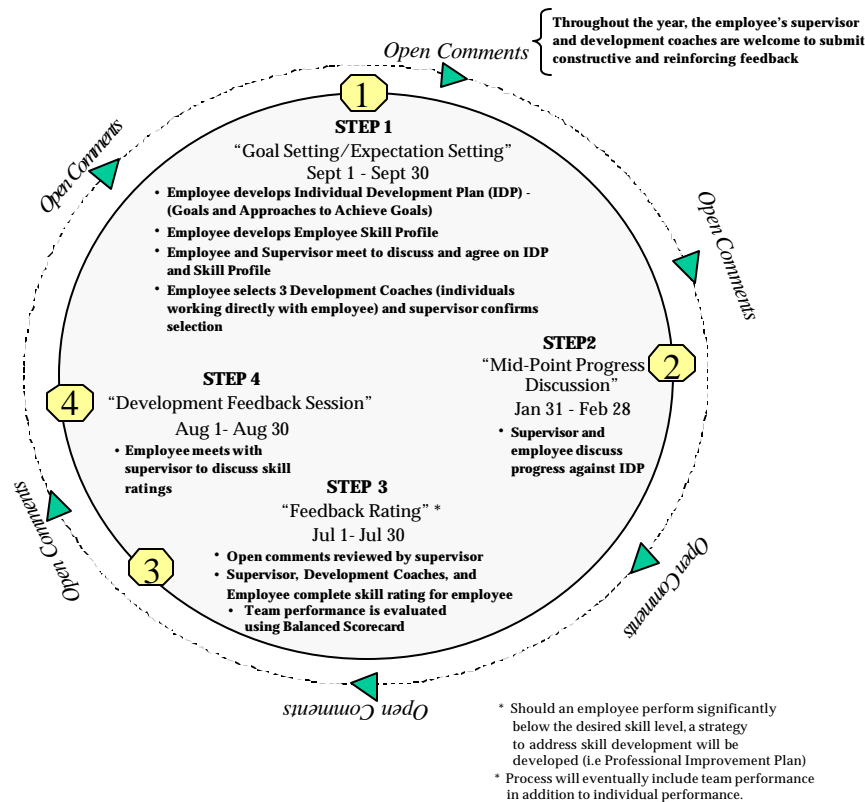 Open Comments
Throughout the year, the employee's supervisor
and development coaches are welcome to submit
constructive and reinforcing feedback
1
STEP 1
"Goal Setting/Expectation Setting"
Sept 1 - Sept 30
• Employee develops Individual Development Plan (IDP) -
(Goals and Approaches to Achieve Goals)
• Employee develops Employee Skill Profile
• Employee and Supervisor meet to discuss and agree on IDP
and Skill Profile
• Employee selects 3 Development Coaches (individuals
working directly with employee) and supervisor confirms
selection
Open Comments
Open Comments
STEP2
"Mid-Point Progress
Discussion"
Jan 31 - Feb 28
• Supervisor and
employee discuss
progress against IDP
2
STEP 4
"Development Feedback Session"
Aug 1- Aug 30
• Employee meets with
supervisor to discuss skill
ratings
4
STEP 3
"Feedback Rating" *
Jul 1- Jul 30
• Open comments reviewed by supervisor
• Supervisor, Development Coaches, and
Employee complete skill rating for employee
• Team performance is evaluated
using Balanced Scorecard
3
Open Comments
Open Comments
Open Comments
* Should an employee perform significantly
below the desired skill level, a strategy
to address skill development will be
developed (i.e Professional Improvement Plan)
* Process will eventually include team performance
in addition to individual performance.